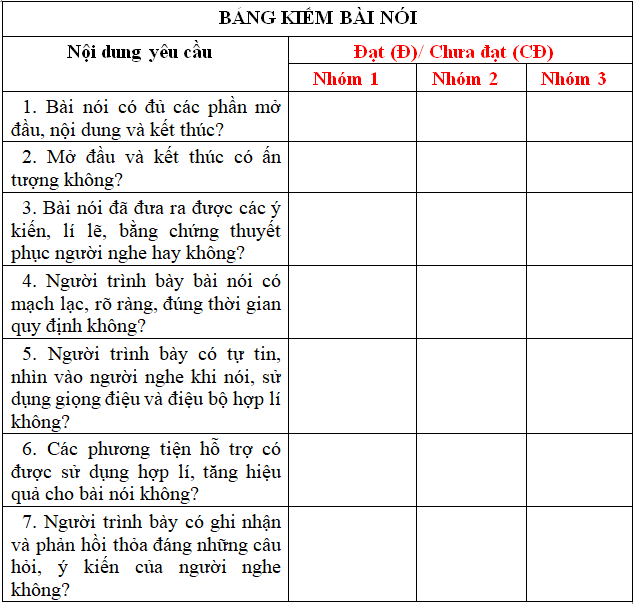 BẢNG KIỂM BÀI NÓI
Nội dung yêu cầu
Đạt (Đ)/ Chưa đạt (CĐ)
Nhóm 1
Nhóm 2
Nhóm 3
1. Bài nói có đủ các phần mở
đầu, nội dung và kết thúc?
2. Mở đầu và kết thúc có ấn
tượng không?
3. Bài nói đã đưa ra được các ý
kiến, lí lẽ, bằng chứng thuyết
phục người nghe hay không?
4. Người trình bày bài nói có
mạch lạc, rõ ràng, đúng thời gian
quy định không?
5. Người trình bày có tự tin,
nhìn vào người nghe khi nói, sử
dụng giọng điệu và điệu bộ hợp lí
không?
6. Các phương tiện hỗ trợ có
được sử dụng hợp lí, tăng hiệu
quả cho bài nói không?
7. Người trình bày có ghi nhận
và phản hồi thỏa đáng những câu
hỏi, ý kiến của người nghe
không?